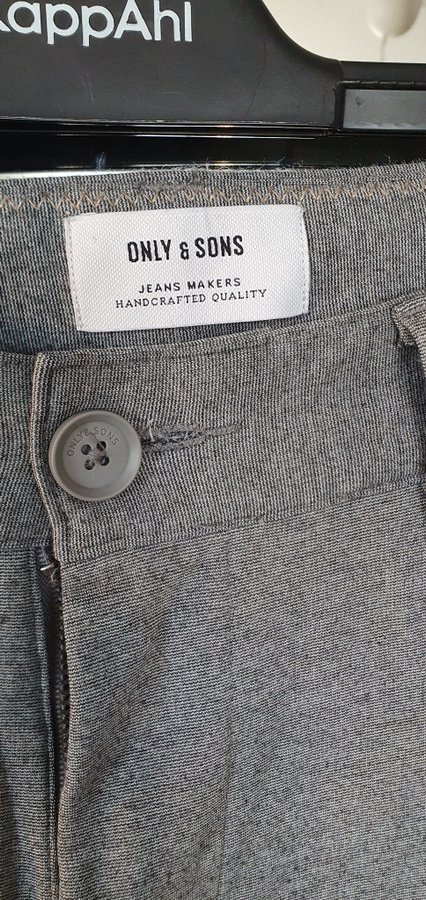 KappAhl
ONLY & SONS
JEANS MAKERS
HANDCRAFTED QUALITY
ONLY & SONS